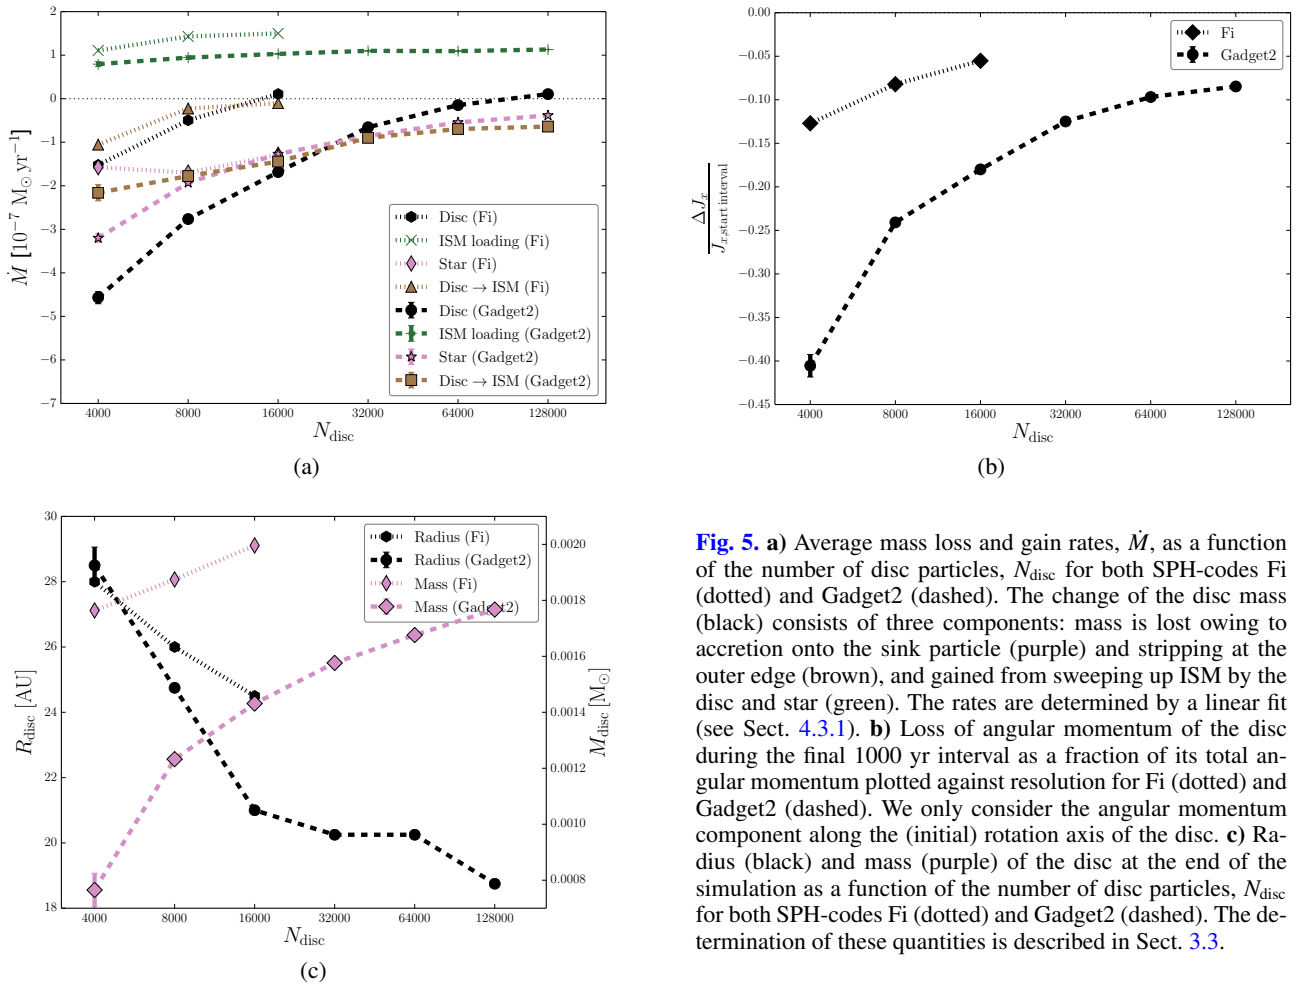 2
1
0
−1
−2
−3
−4
−5
−6
−7
Ṁ [10⁻⁷ M⊙ yr⁻¹]
Disc (Fi)
ISM loading (Fi)
Star (Fi)
Disc → ISM (Fi)
Disc (Gadget2)
ISM loading (Gadget2)
Star (Gadget2)
Disc → ISM (Gadget2)
4000 8000 16000 32000 64000 128000
N_disc
(a)
0.00
−0.05
−0.10
−0.15
−0.20
−0.25
−0.30
−0.35
−0.40
−0.45
ΔJ_x
J_x,start interval
Fi
Gadget2
4000 8000 16000 32000 64000 128000
N_disc
(b)
30
28
26
24
22
20
18
R_disc [AU]
Radius (Fi)
Radius (Gadget2)
Mass (Fi)
Mass (Gadget2)
0.0020
0.0018
0.0016
0.0014
0.0012
0.0010
0.0008
M_disc [M⊙]
4000 8000 16000 32000 64000 128000
N_disc
(c)
Fig. 5. a) Average mass loss and gain rates, Ṁ, as a function
of the number of disc particles, N_disc for both SPH-codes Fi
(dotted) and Gadget2 (dashed). The change of the disc mass
(black) consists of three components: mass is lost owing to
accretion onto the sink particle (purple) and stripping at the
outer edge (brown), and gained from sweeping up ISM by the
disc and star (green). The rates are determined by a linear fit
(see Sect. 4.3.1). b) Loss of angular momentum of the disc
during the final 1000 yr interval as a fraction of its total an-
gular momentum plotted against resolution for Fi (dotted) and
Gadget2 (dashed). We only consider the angular momentum
component along the (initial) rotation axis of the disc. c) Ra-
dius (black) and mass (purple) of the disc at the end of the
simulation as a function of the number of disc particles, N_disc
for both SPH-codes Fi (dotted) and Gadget2 (dashed). The de-
termination of these quantities is described in Sect. 3.3.